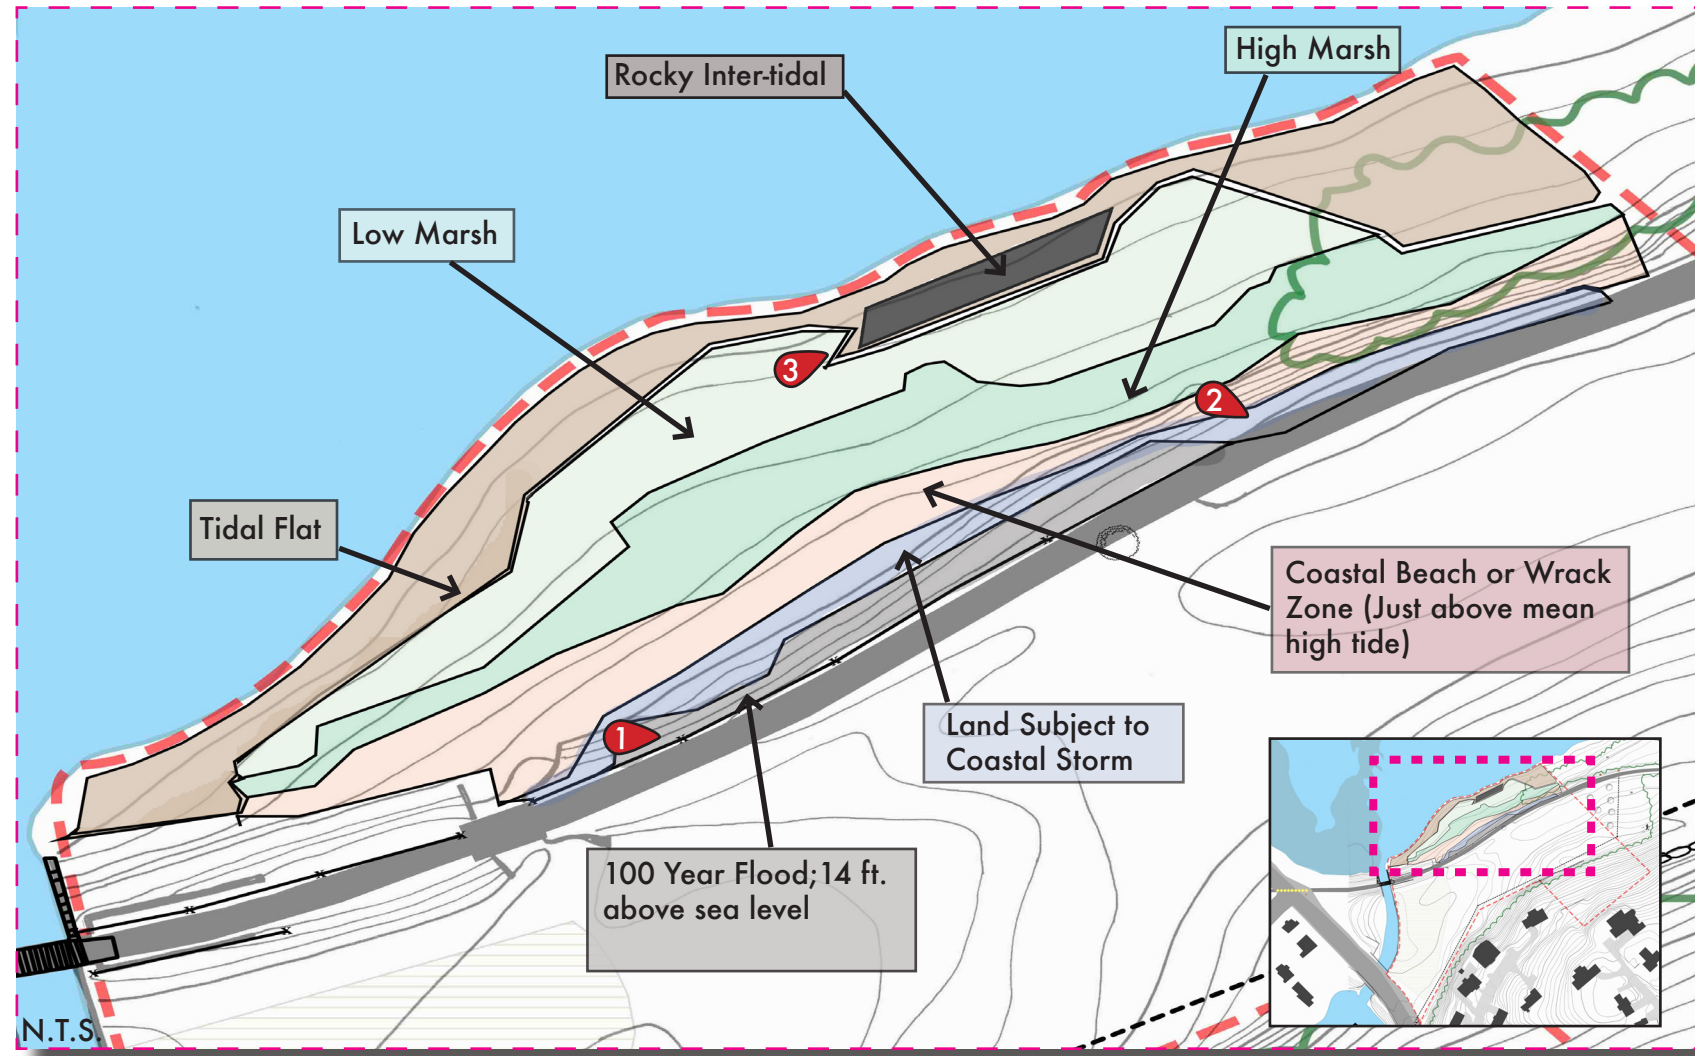 High Marsh
Rocky Inter-tidal
Low Marsh
3
2
Tidal Flat
Coastal Beach or Wrack
Zone (Just above mean
high tide)
1
Land Subject to
Coastal Storm
100 Year Flood;14 ft.
above sea level
N.T.S.